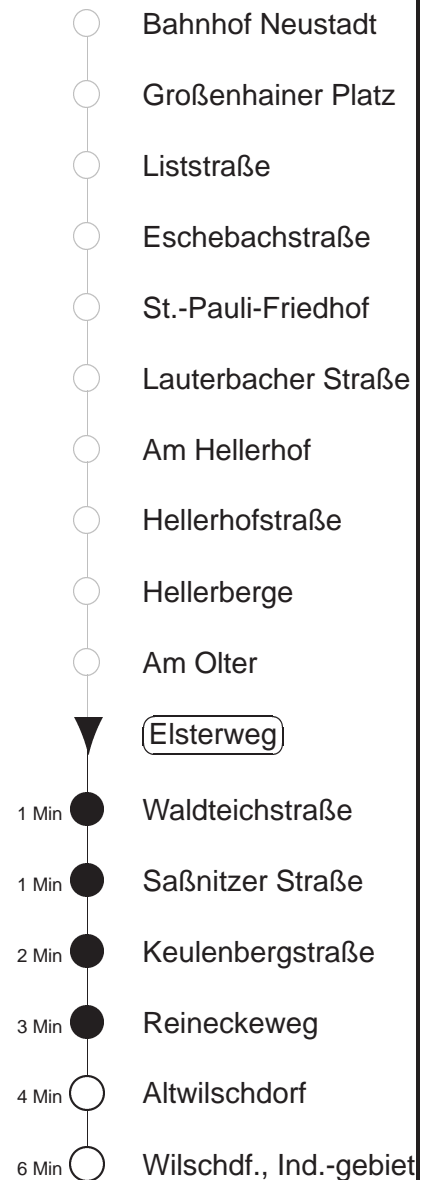 Bahnhof Neustadt
Großenhainer Platz
Liststraße
Eschebachstraße
St.-Pauli-Friedhof
Lauterbacher Straße
Am Hellerhof
Hellerhofstraße
Hellerberge
Am Olter
Elsterweg
1 Min Waldteichstraße
1 Min Saßnitzer Straße
2 Min Keulenbergstraße
3 Min Reineckeweg
4 Min Altwilschdorf
6 Min Wilschdf., Ind.-gebiet